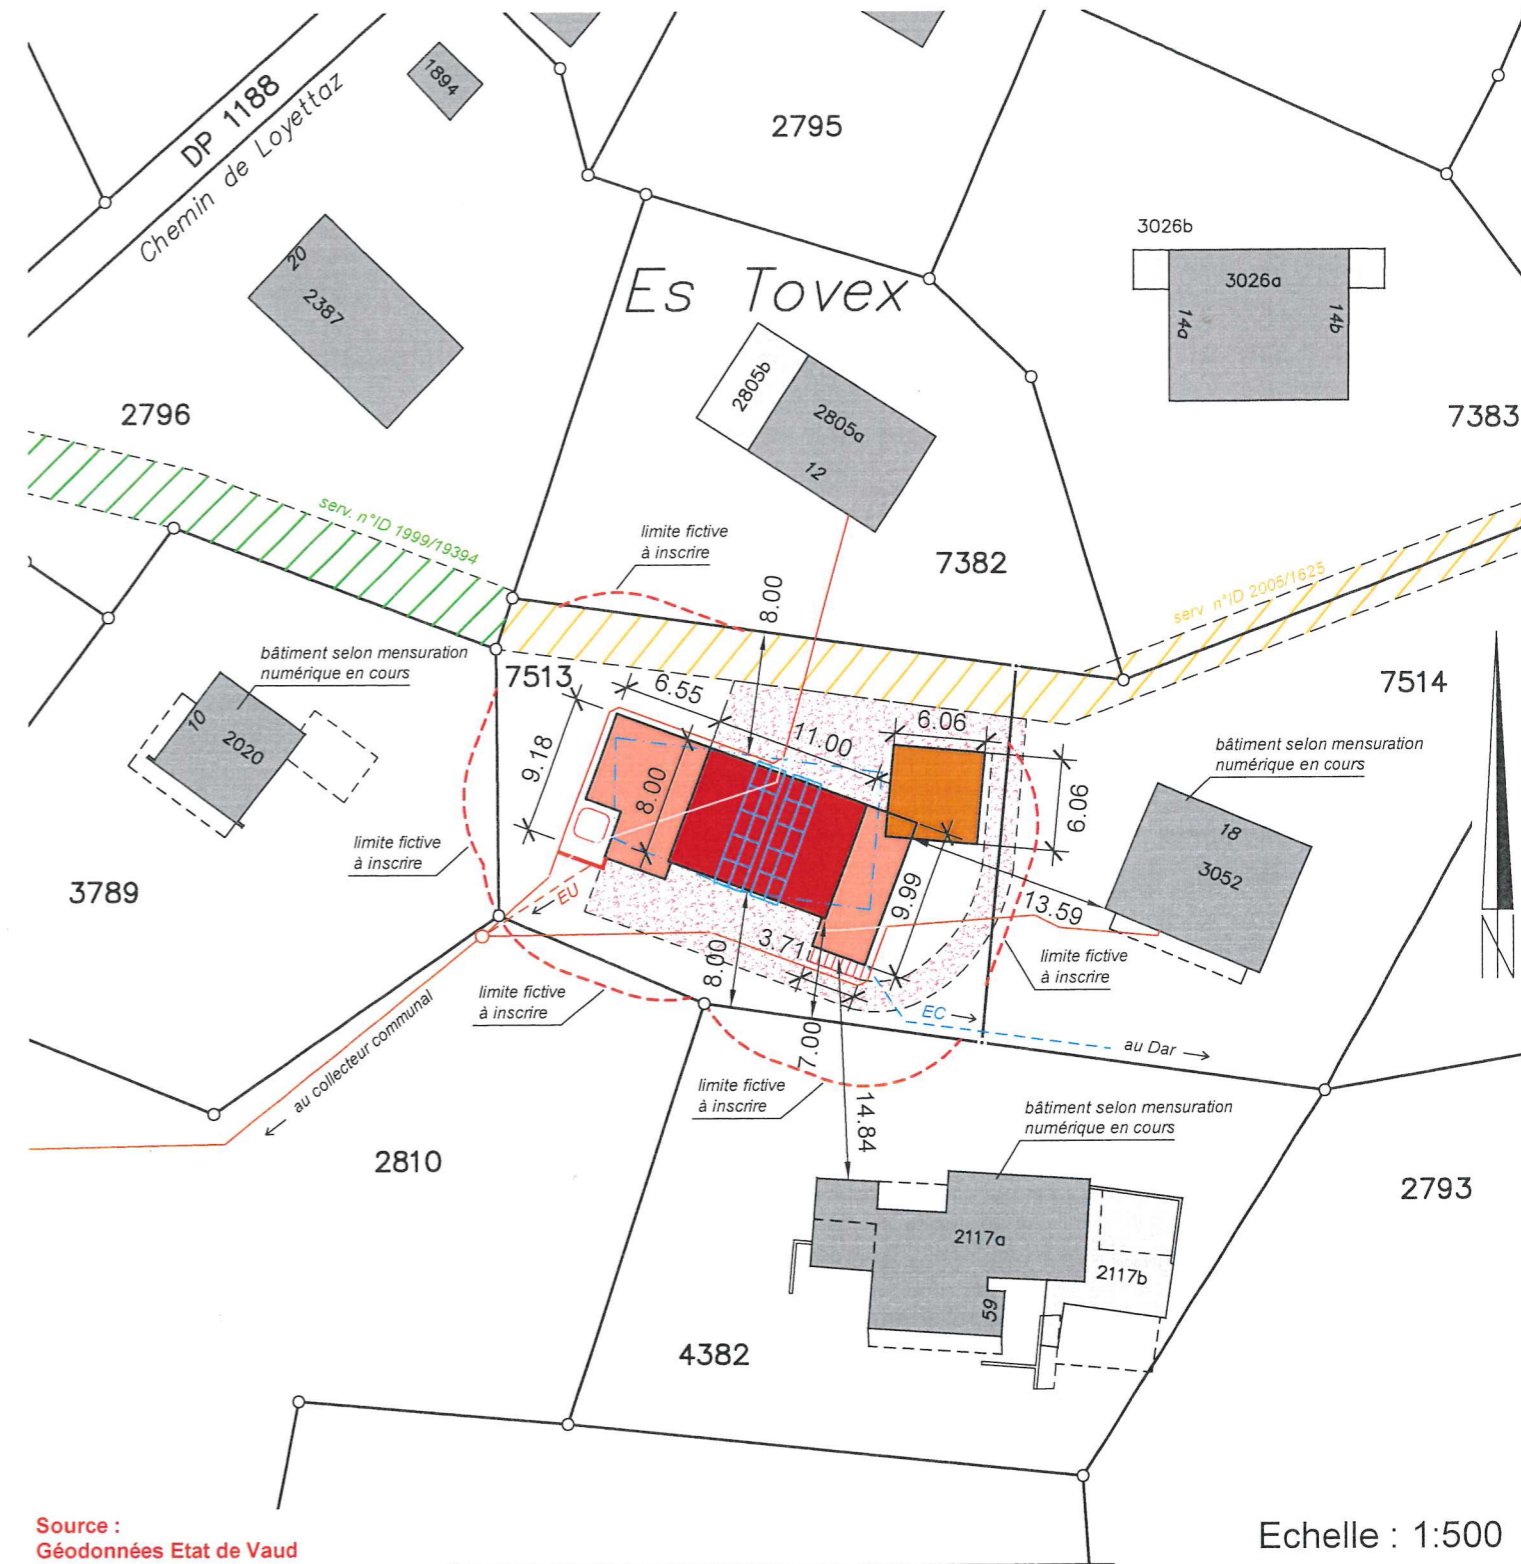 1894
DP 1188
Chemin de Loyettaz
2795
3026b
3026a
14a
14b
20
2387
Es Tovex
2805b
2805a
12
2796
7383
serv. n°ID 1999/19394
limite fictive
à inscrire
7382
8.00
serv. n°ID 2005/1625
bâtiment selon mensuration
numérique en cours
7513
7514
10
2020
6.55
11.00
6.06
9.18
8.00
6.06
bâtiment selon mensuration
numérique en cours
18
3052
limite fictive
à inscrire
3789
EU
9.99
13.59
3.71
8.00
limite fictive
à inscrire
limite fictive
à inscrire
EC
7.00
au Dar
au collecteur communal
limite fictive
à inscrire
14.84
bâtiment selon mensuration
numérique en cours
2810
2793
2117a
2117b
59
4382
N
Source :
Géodonnées Etat de Vaud
Echelle : 1:500